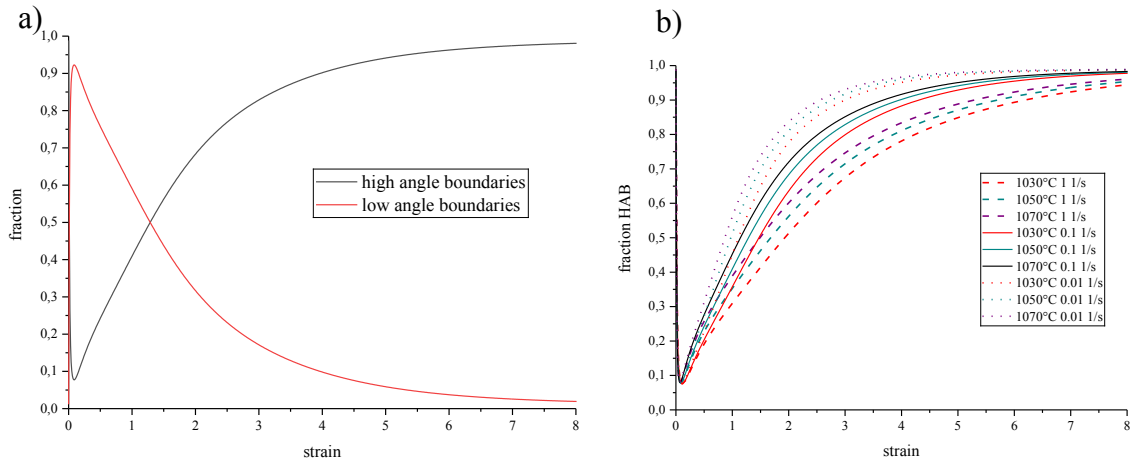 a)
fraction
1,0
0,9
0,8
0,7
0,6
0,5
0,4
0,3
0,2
0,1
0,0
high angle boundaries
low angle boundaries
0 1 2 3 4 5 6 7 8
strain
b)
fraction HAB
1,0
0,9
0,8
0,7
0,6
0,5
0,4
0,3
0,2
0,1
0,0
1030°C 1 1/s
1050°C 1 1/s
1070°C 1 1/s
1030°C 0.1 1/s
1050°C 0.1 1/s
1070°C 0.1 1/s
1030°C 0.01 1/s
1050°C 0.01 1/s
1070°C 0.01 1/s
0 1 2 3 4 5 6 7 8
strain